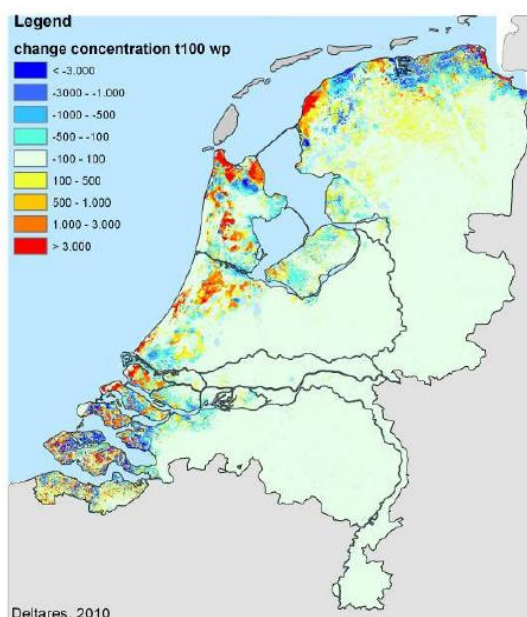 Legend
change concentration t100 wp
< -3.000
-3000 - -1.000
-1000 - -500
-500 - -100
-100 - 100
100 - 500
500 - 1.000
1.000 - 3.000
> 3.000
Deltares, 2010